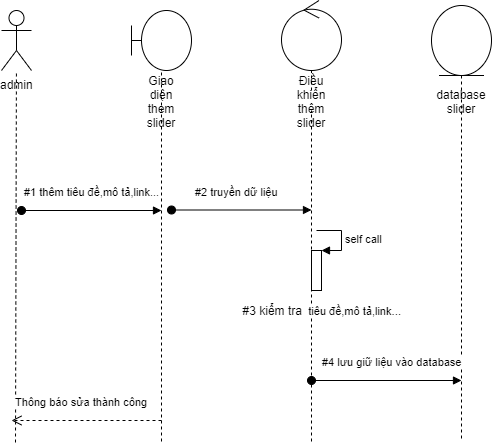 admin
Giao
diện
thêm
slider
Điều
khiển
thêm
slider
database
slider
#1 thêm tiêu đề,mô tả,link...
#2 truyền dữ liệu
self call
#3 kiểm tra tiêu đề,mô tả,link...
#4 lưu giữ liệu vào database
Thông báo sửa thành công